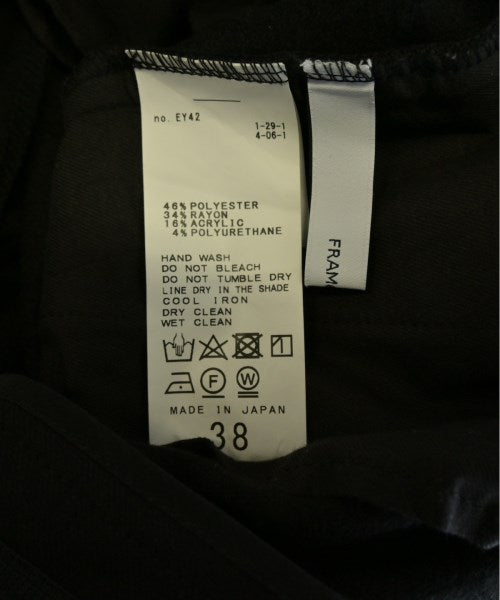 no. EY42
1-29-1
4-06-1
46% POLYESTER
34% RAYON
16% ACRYLIC
4% POLYURETHANE
HAND WASH
DO NOT BLEACH
DO NOT TUMBLE DRY
LINE DRY IN THE SHADE
COOL IRON
DRY CLEAN
WET CLEAN
F W
MADE IN JAPAN
38
FRAM